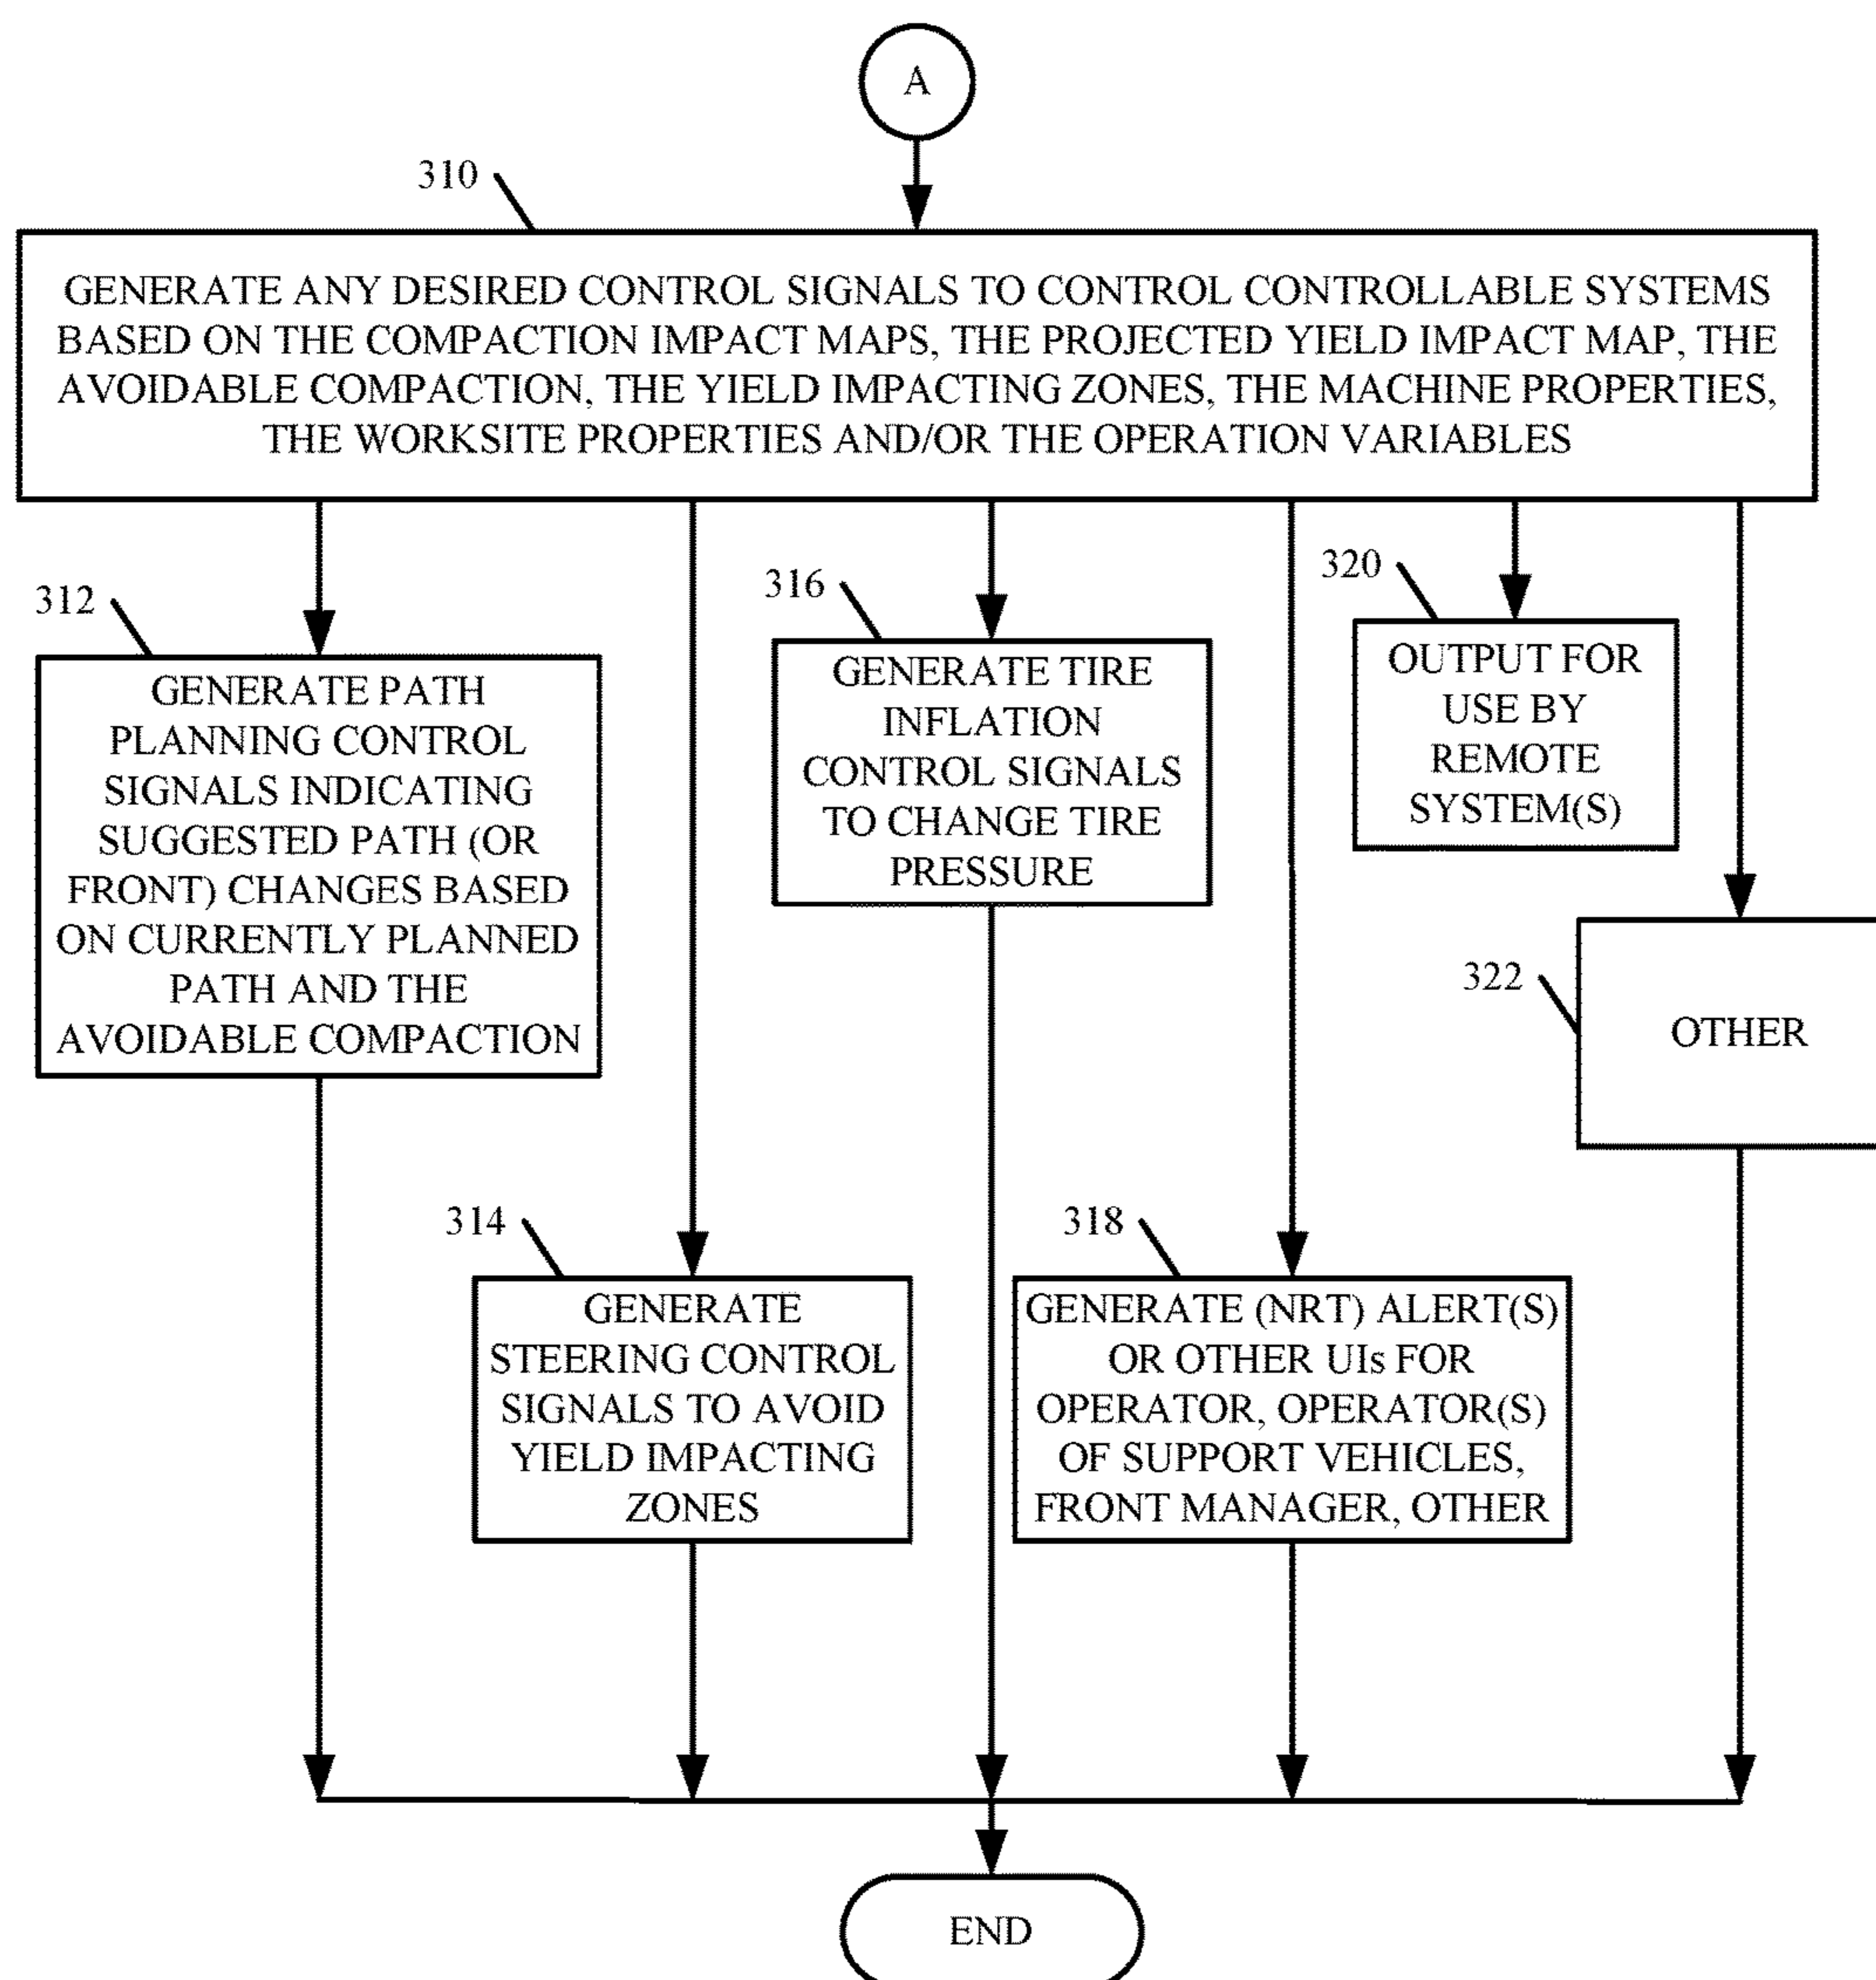 A
310
GENERATE ANY DESIRED CONTROL SIGNALS TO CONTROL CONTROLLABLE SYSTEMS
BASED ON THE COMPACTION IMPACT MAPS, THE PROJECTED YIELD IMPACT MAP, THE
AVOIDABLE COMPACTION, THE YIELD IMPACTING ZONES, THE MACHINE PROPERTIES,
THE WORKSITE PROPERTIES AND/OR THE OPERATION VARIABLES
312
GENERATE PATH
PLANNING CONTROL
SIGNALS INDICATING
SUGGESTED PATH (OR
FRONT) CHANGES BASED
ON CURRENTLY PLANNED
PATH AND THE
AVOIDABLE COMPACTION
316
GENERATE TIRE
INFLATION
CONTROL SIGNALS
TO CHANGE TIRE
PRESSURE
320
OUTPUT FOR
USE BY
REMOTE
SYSTEM(S)
322
OTHER
314
GENERATE
STEERING CONTROL
SIGNALS TO AVOID
YIELD IMPACTING
ZONES
318
GENERATE (NRT) ALERT(S)
OR OTHER UIs FOR
OPERATOR, OPERATOR(S)
OF SUPPORT VEHICLES,
FRONT MANAGER, OTHER
END